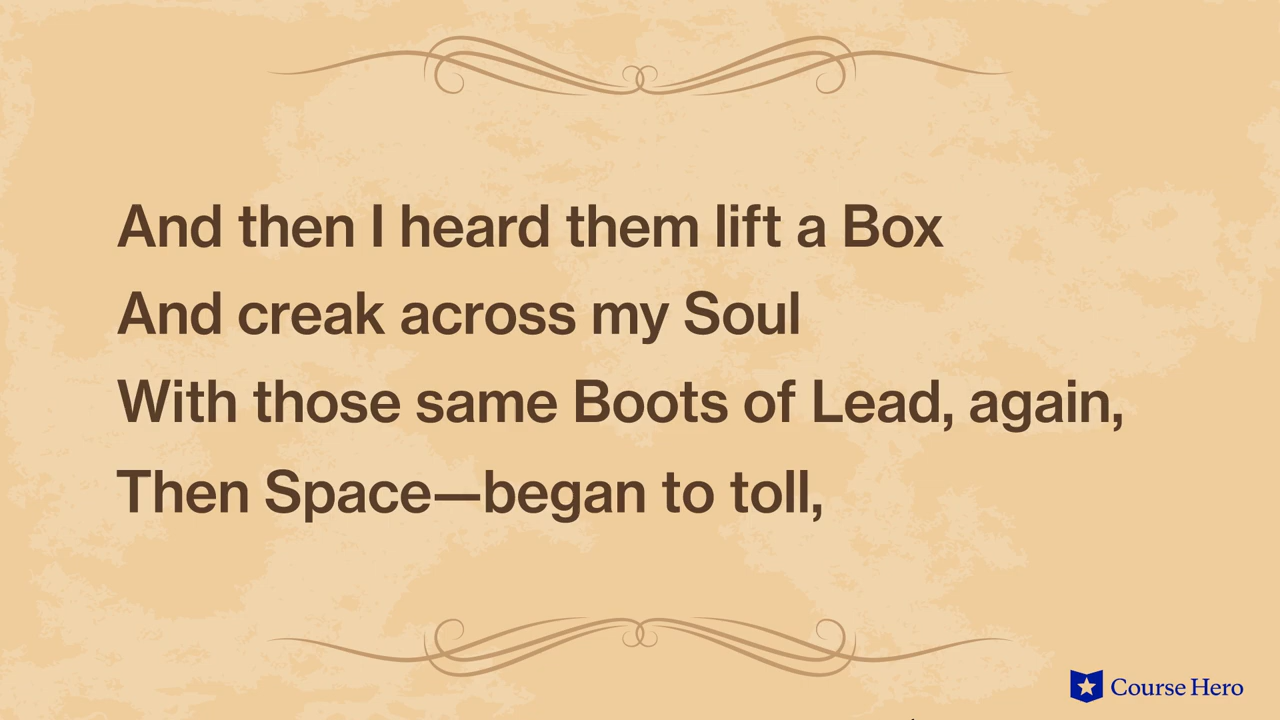 And then I heard them lift a Box
And creak across my Soul
With those same Boots of Lead, again,
Then Space—began to toll,
Course Hero